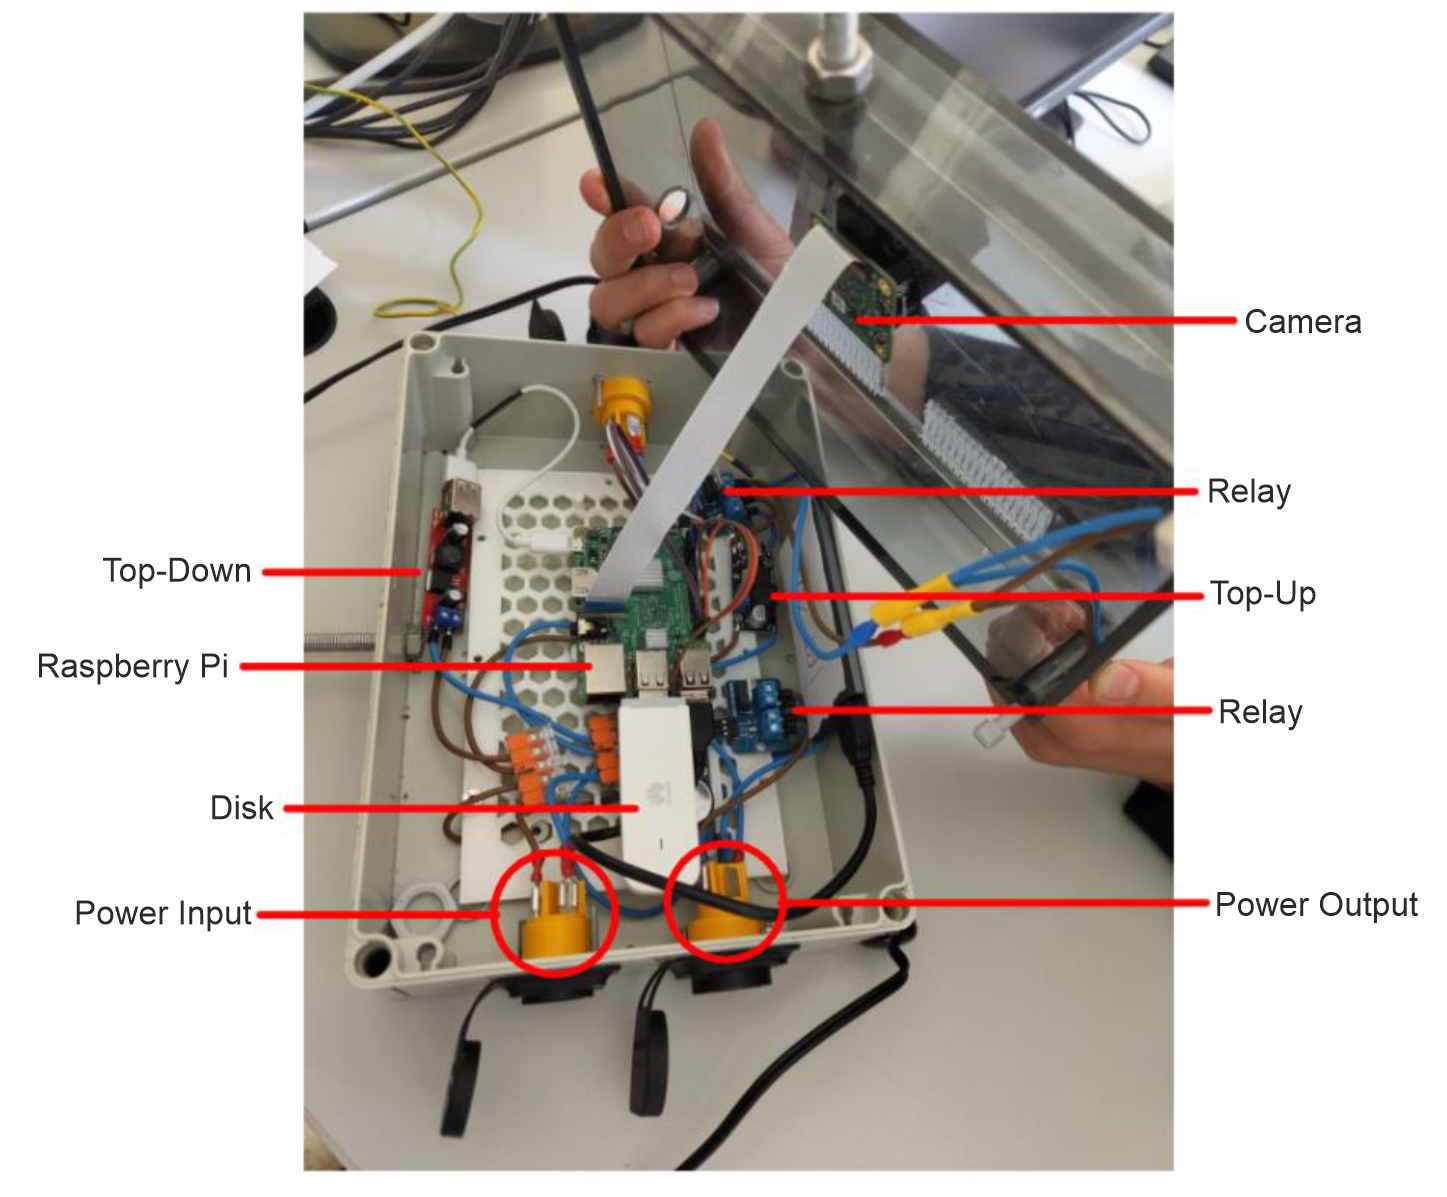 Camera
Relay
Top-Down
Top-Up
Raspberry Pi
Relay
Disk
Power Input
Power Output